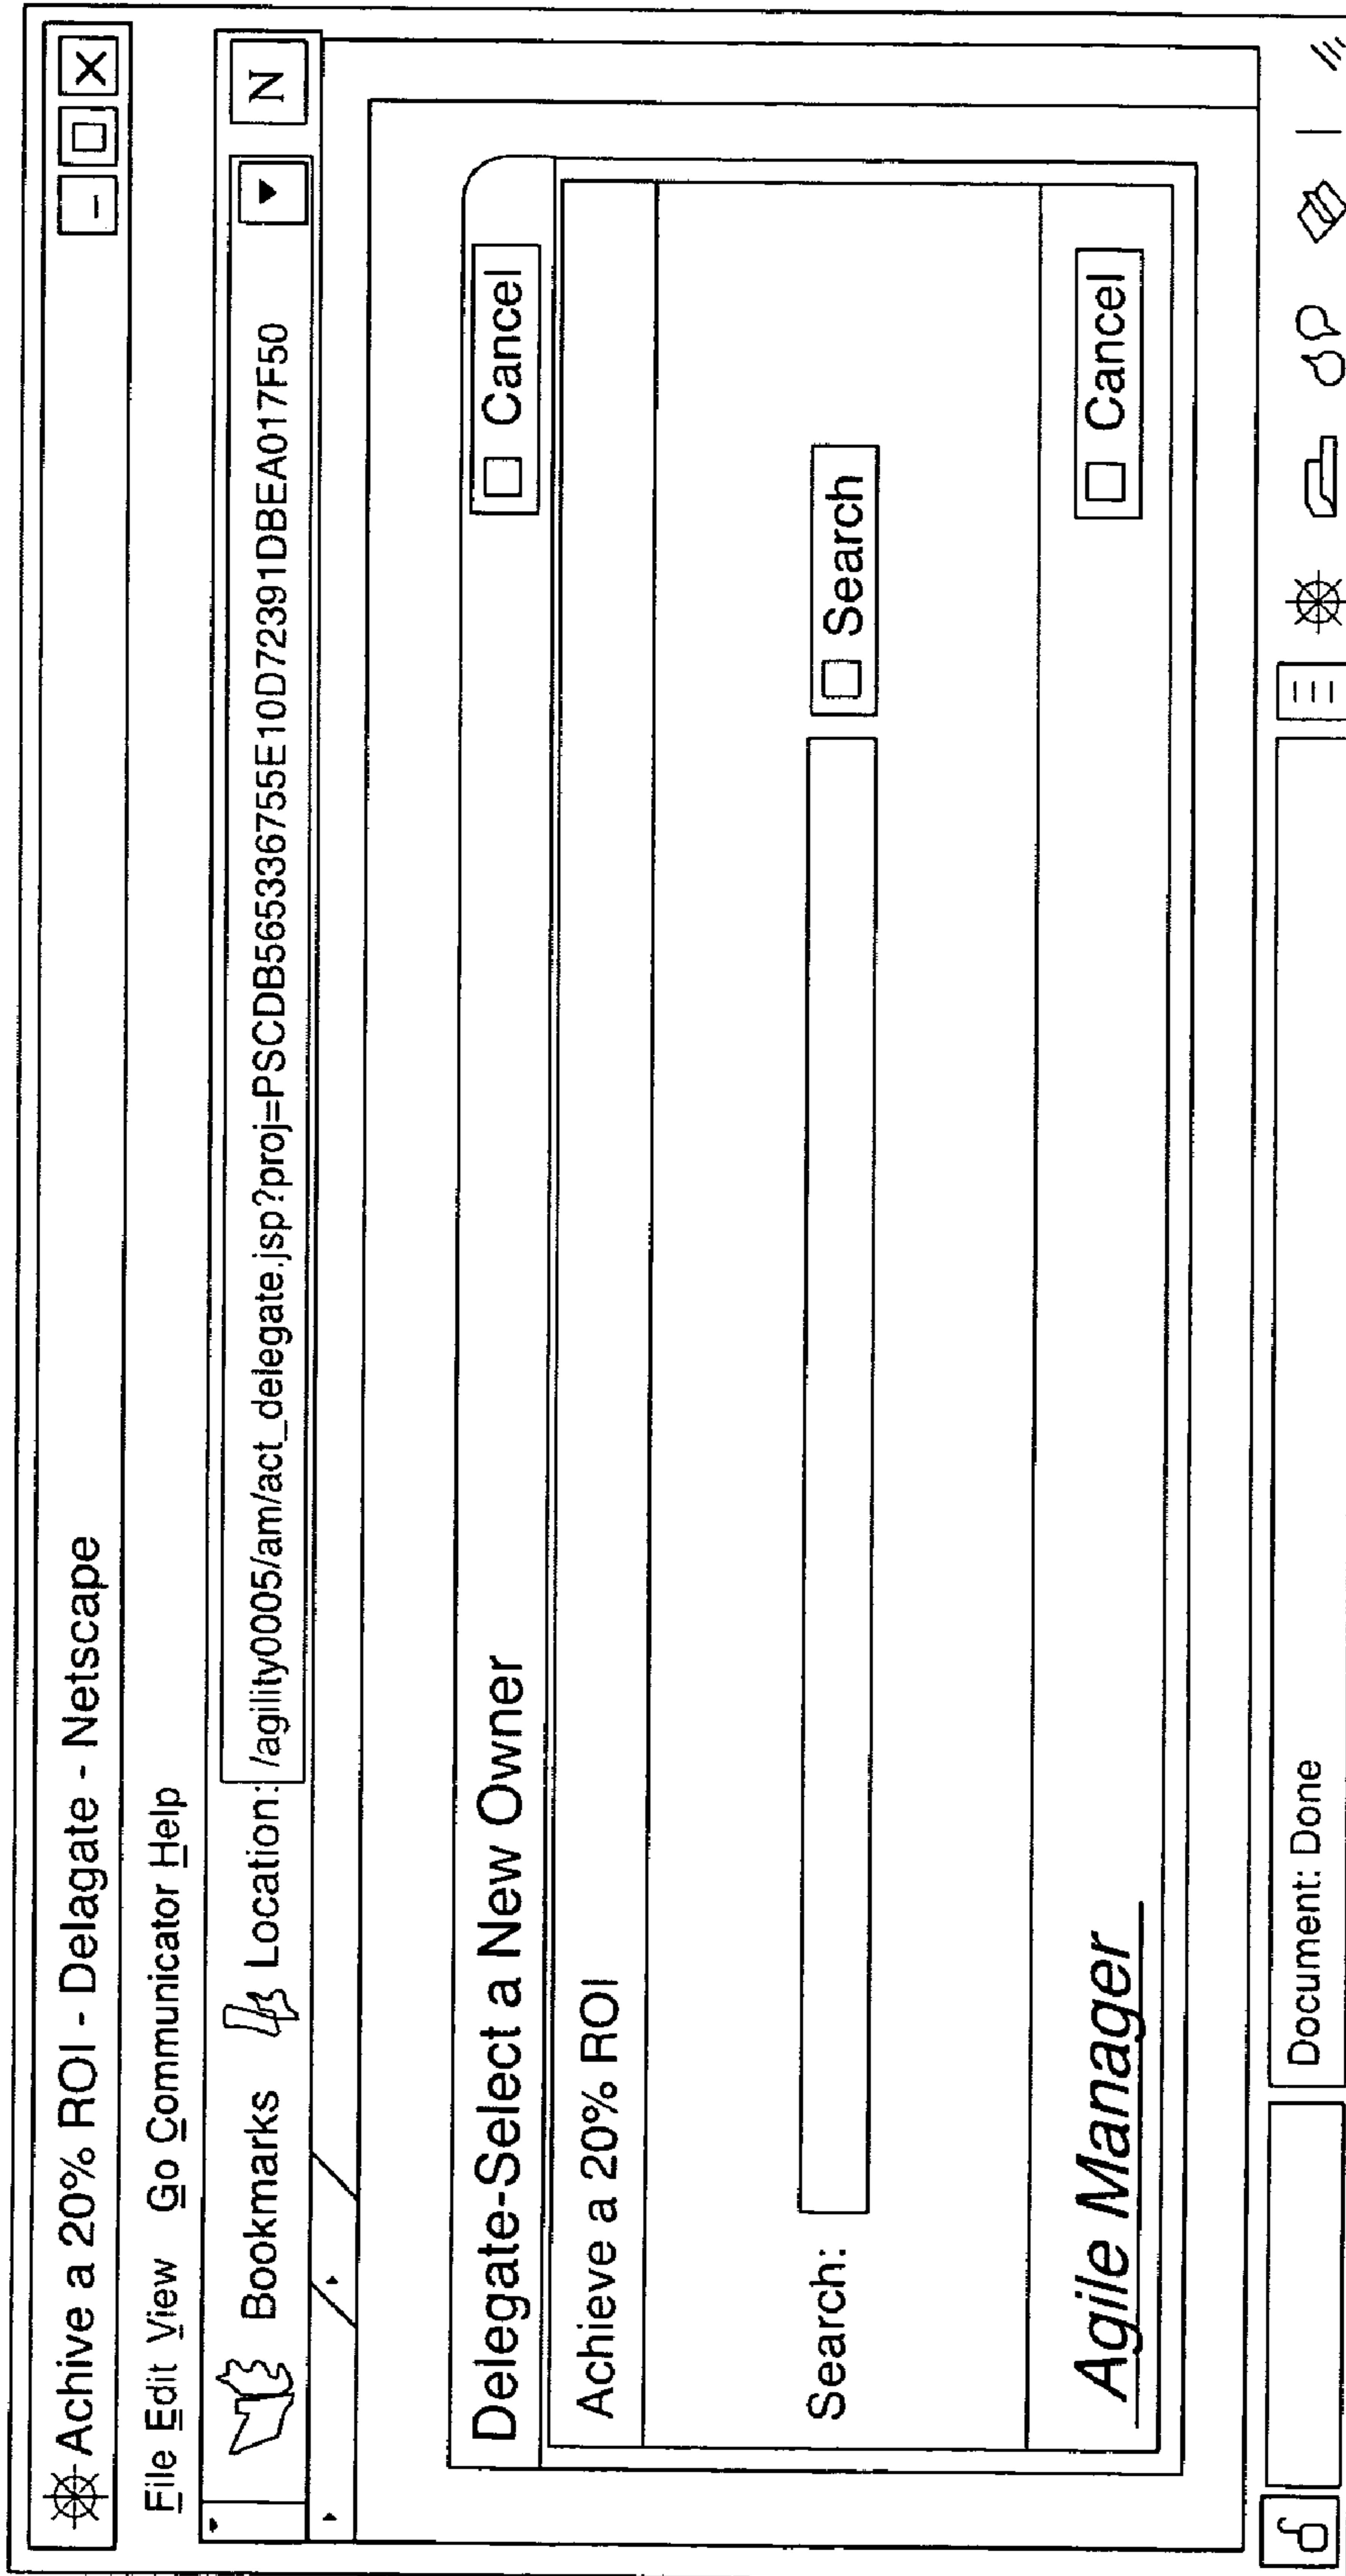 Achive a 20% ROI - Delagate - Netscape
File Edit View Go Communicator Help
Bookmarks Location: /agility0005/am/act_delegate.jsp?proj=PSCDB565336755E10D72391DBEA017F50 N
Delegate-Select a New Owner Cancel
Achieve a 20% ROI
Search: Search
Agile Manager Cancel
Document: Done